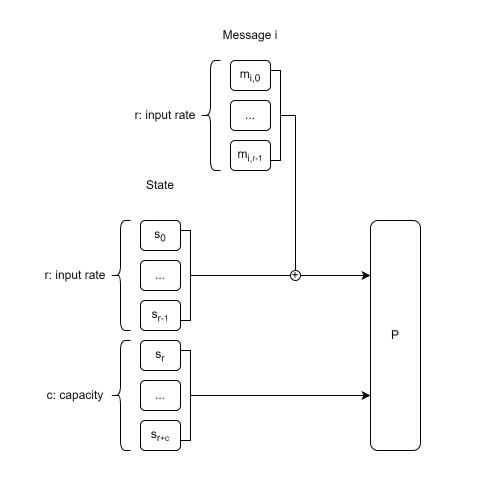 Message i
m_{i,0}
r: input rate
...
m_{i,r-1}
State
s_0
r: input rate
...
s_{r-1}
s_r
P
c: capacity
...
s_{r+c}